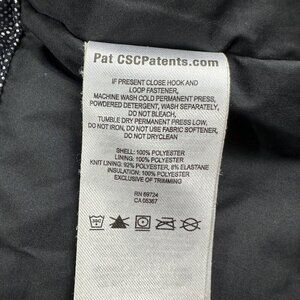 Pat CSCPatents.com
IF PRESENT CLOSE HOOK AND
LOOP FASTENER,
MACHINE WASH COLD PERMANENT PRESS,
POWDERED DETERGENT, WASH SEPARATELY,
DO NOT BLEACH,
TUMBLE DRY PERMANENT PRESS LOW,
DO NOT IRON, DO NOT USE FABRIC SOFTENER,
DO NOT DRYCLEAN
SHELL: 100% POLYESTER
LINING: 100% POLYESTER
KNIT LINING: 92% POLYESTER, 8% ELASTANE
INSULATION: 100% POLYESTER
EXCLUSIVE OF TRIMMING
RN 69724
CA 05367